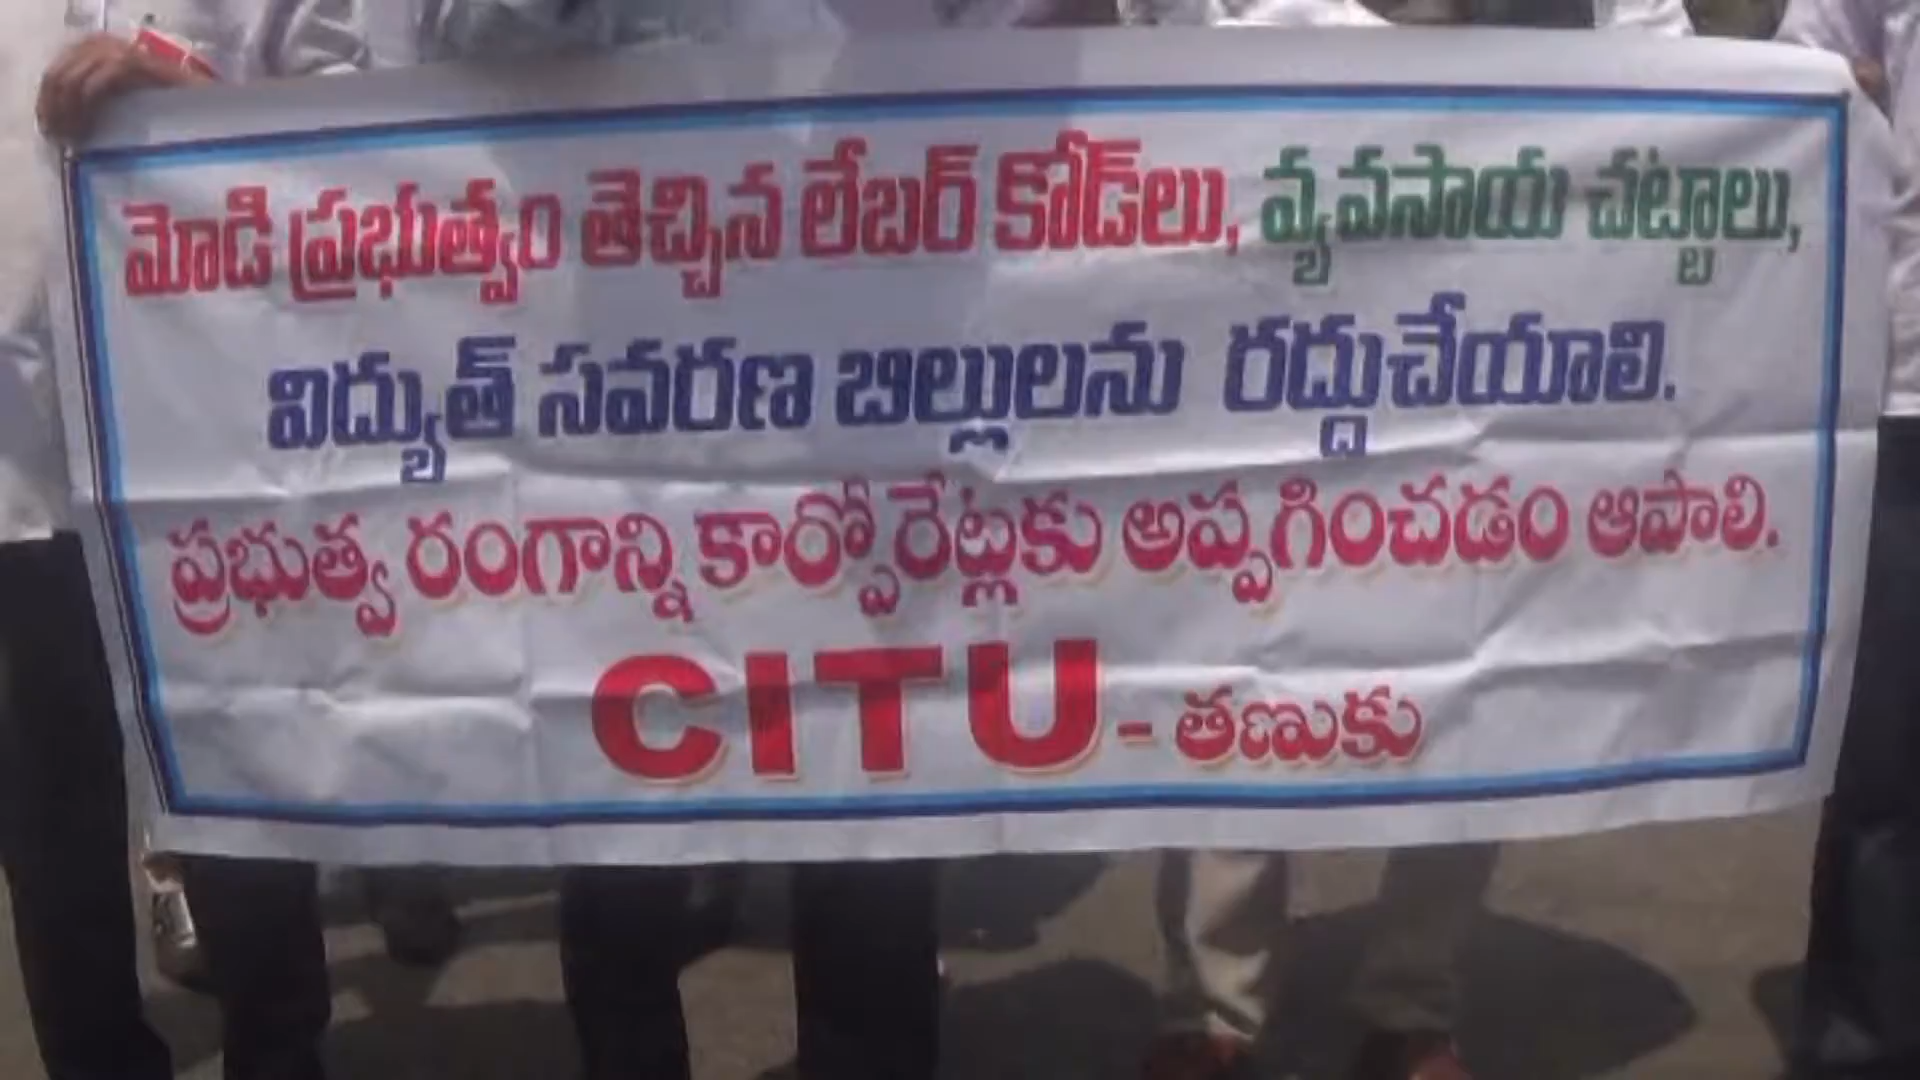 మోడి ప్రభుత్వం తెచ్చిన లేబర్ కోడ్‌లు, వ్యవసాయ చట్టాలు,
విద్యుత్ సవరణ బిల్లులను రద్దుచేయాలి.
ప్రభుత్వ రంగాన్ని కార్పోరేట్లకు అప్పగించడం ఆపాలి.
CITU - తణుకు